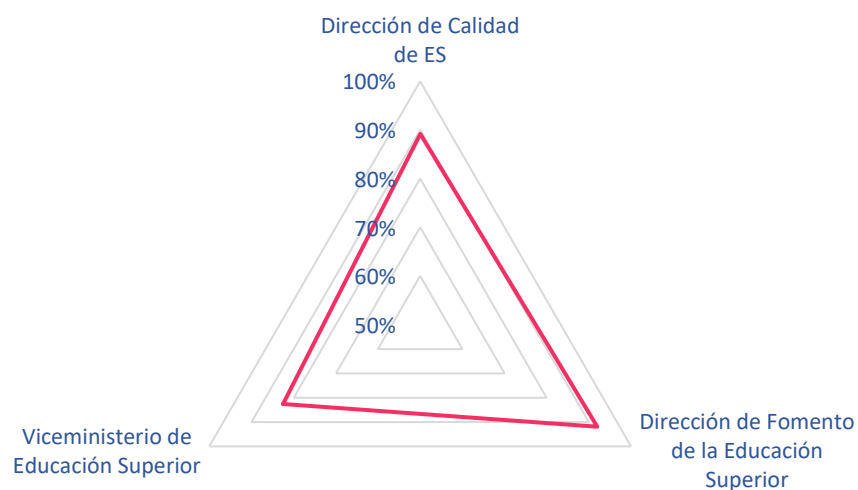 Dirección de Calidad
de ES
100%
90%
80%
70%
60%
50%
Dirección de Fomento
de la Educación
Superior
Viceministerio de
Educación Superior